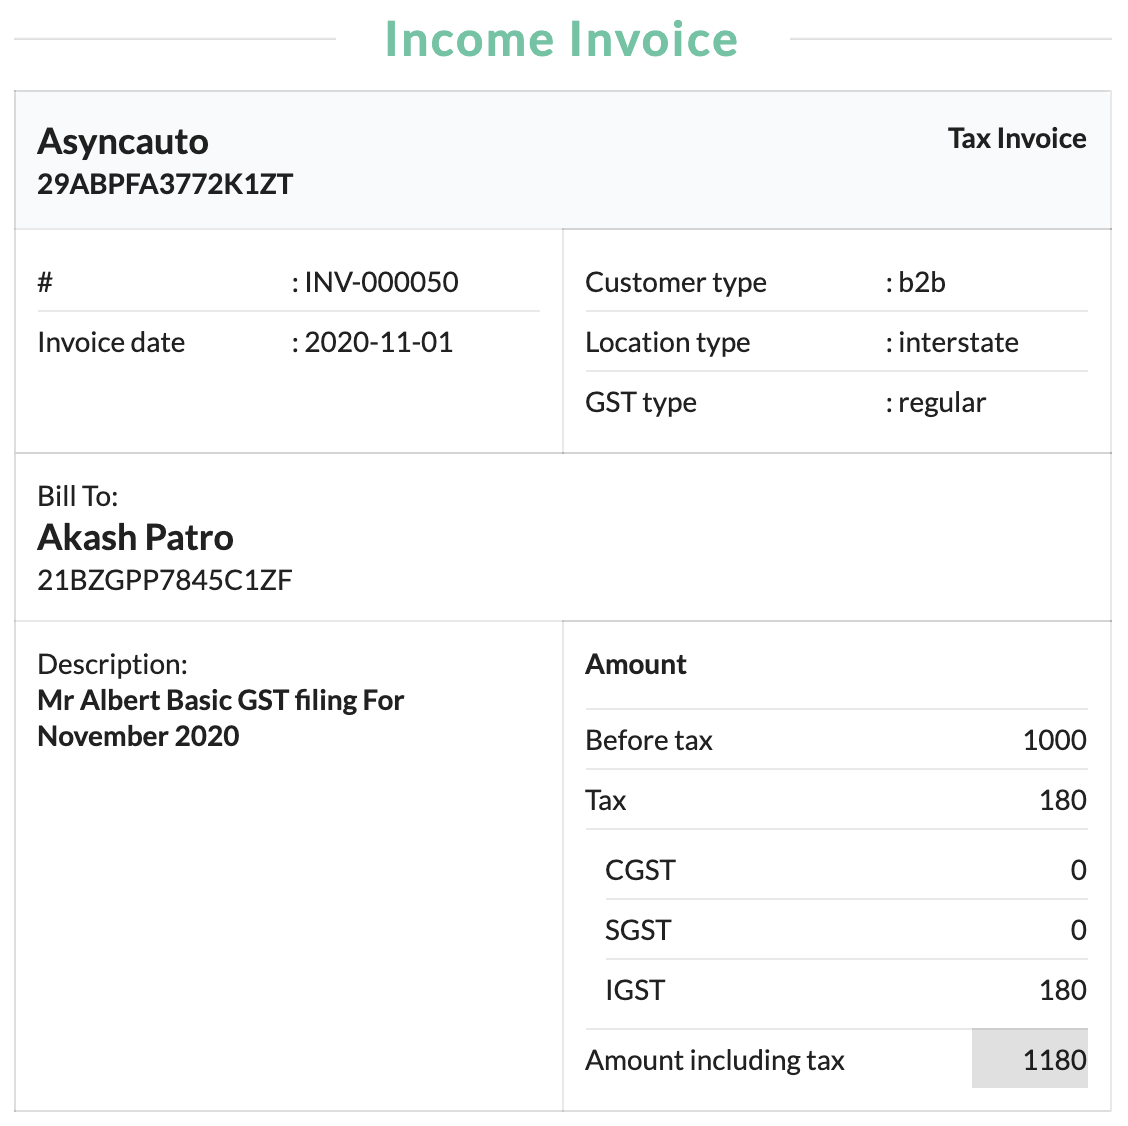 Income Invoice
Asyncauto
Tax Invoice
29ABPFA3772K1ZT
# : INV-000050
Invoice date : 2020-11-01
Customer type : b2b
Location type : interstate
GST type : regular
Bill To:
Akash Patro
21BZGPP7845C1ZF
Description:
Mr Albert Basic GST filing For
November 2020
Amount
Before tax 1000
Tax 180
CGST 0
SGST 0
IGST 180
Amount including tax 1180